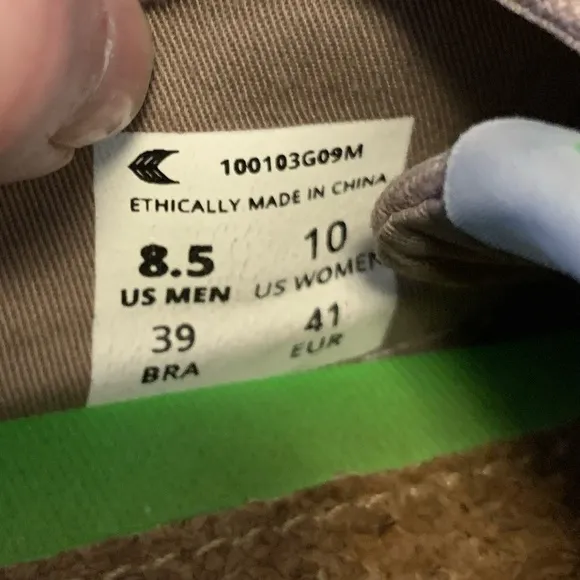 100103G09M
ETHICALLY MADE IN CHINA
8.5 10
US MEN US WOMEN
39 41
BRA EUR